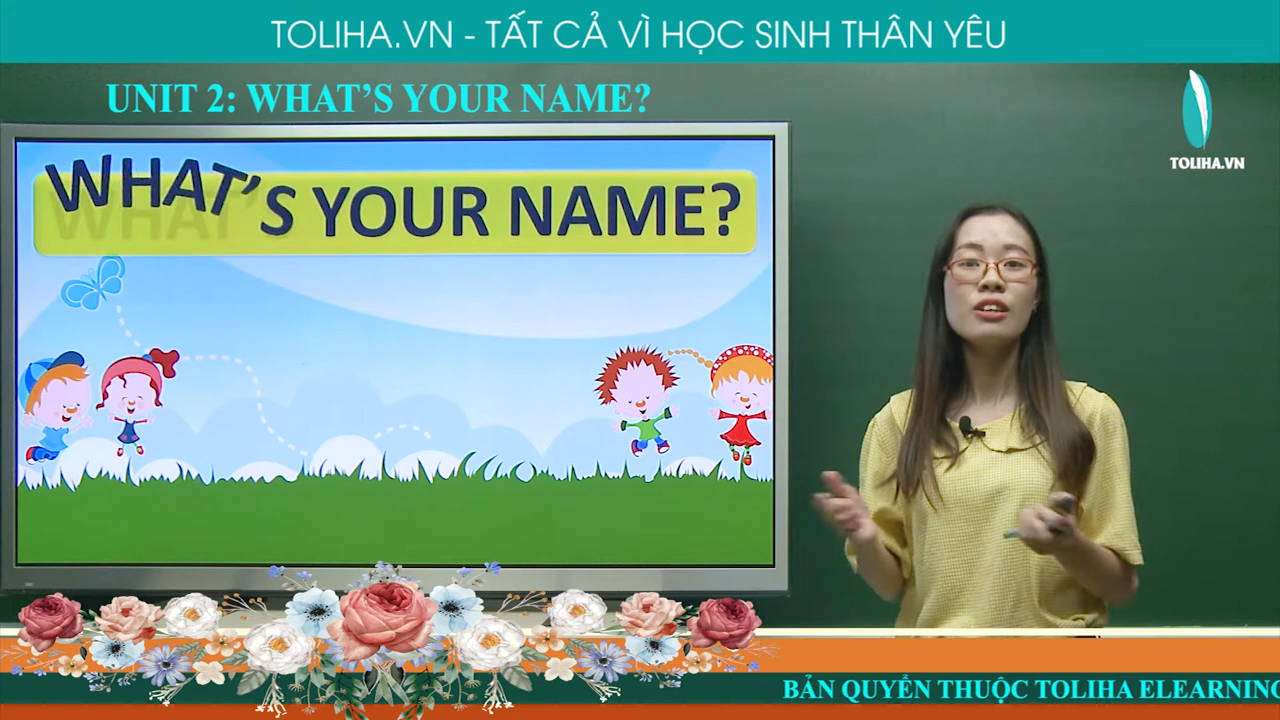 TOLIHA.VN - TẤT CẢ VÌ HỌC SINH THÂN YÊU
UNIT 2: WHAT'S YOUR NAME?
TOLIHA.VN
WHAT'S YOUR NAME?
BẢN QUYỀN THUỘC TOLIHA ELEARNING